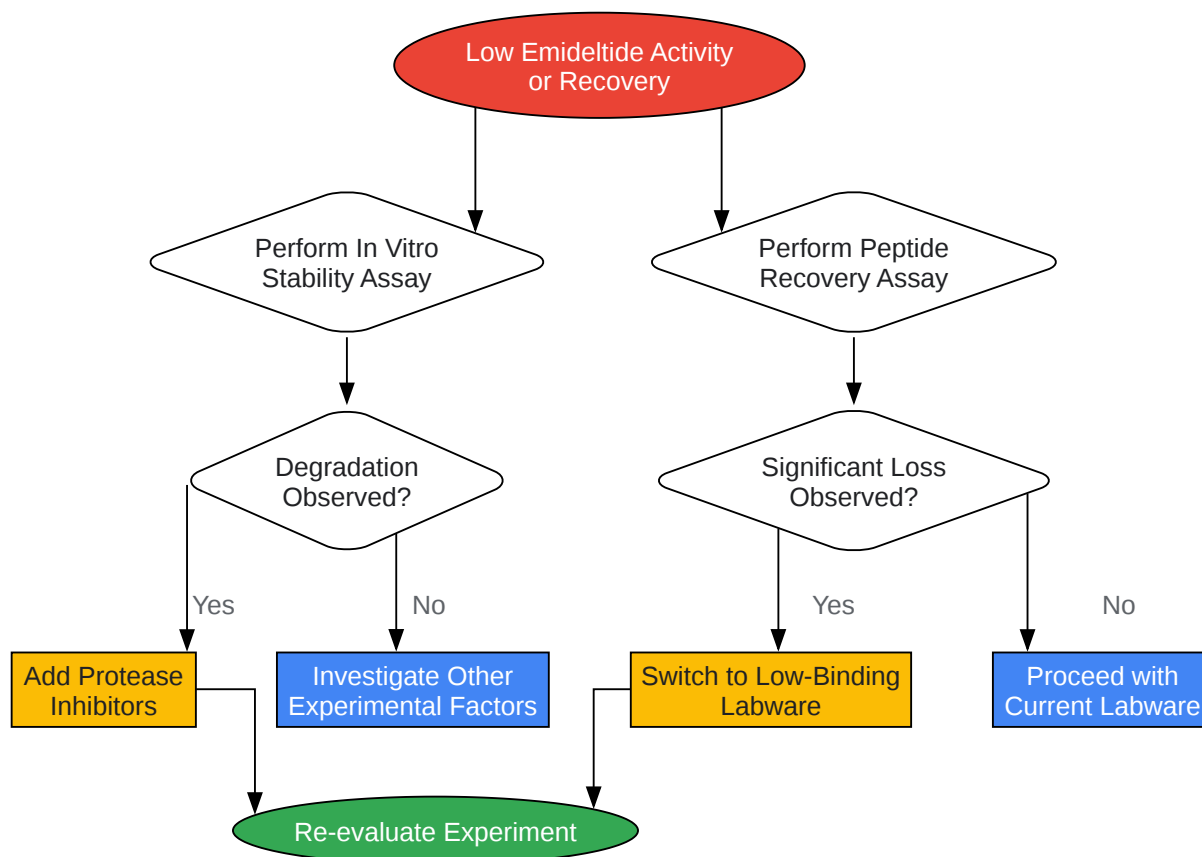 Low Emideltide Activity
or Recovery
Perform In Vitro
Stability Assay
Perform Peptide
Recovery Assay
Degradation
Observed?
Significant Loss
Observed?
Yes
No
Yes
No
Add Protease
Inhibitors
Investigate Other
Experimental Factors
Switch to Low-Binding
Labware
Proceed with
Current Labware
Re-evaluate Experiment